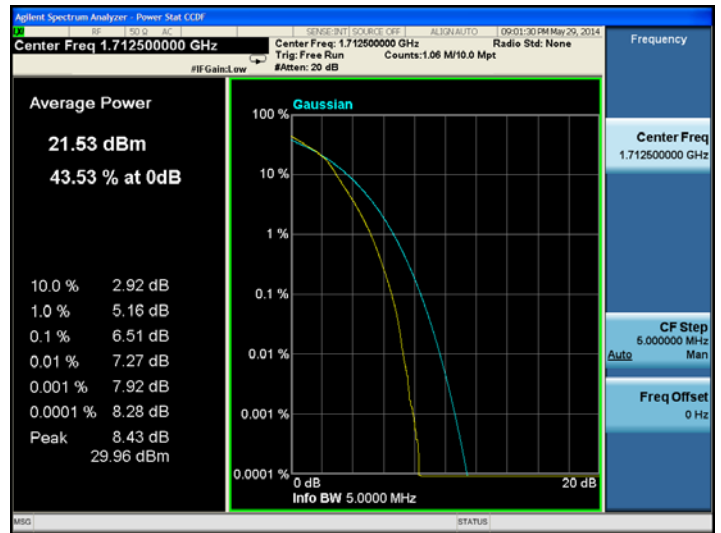 Agilent Spectrum Analyzer - Power Stat CCDF
RF 50 Ω AC SENSE:INT SOURCE OFF ALIGN AUTO 09:01:30 PM May 29, 2014
Center Freq 1.712500000 GHz
Center Freq: 1.712500000 GHz Radio Std: None
Trig: Free Run Counts:1.06 M/10.0 Mpt
#IFGain:Low #Atten: 20 dB
Frequency
Average Power
21.53 dBm
43.53 % at 0dB
10.0 % 2.92 dB
1.0 % 5.16 dB
0.1 % 6.51 dB
0.01 % 7.27 dB
0.001 % 7.92 dB
0.0001 % 8.28 dB
Peak 8.43 dB
29.96 dBm
Gaussian
100 %
10 %
1 %
0.1 %
0.01 %
0.001 %
0.0001 %
0 dB 20 dB
Info BW 5.0000 MHz
Center Freq
1.712500000 GHz
CF Step
5.000000 MHz
Auto Man
Freq Offset
0 Hz
MSG STATUS